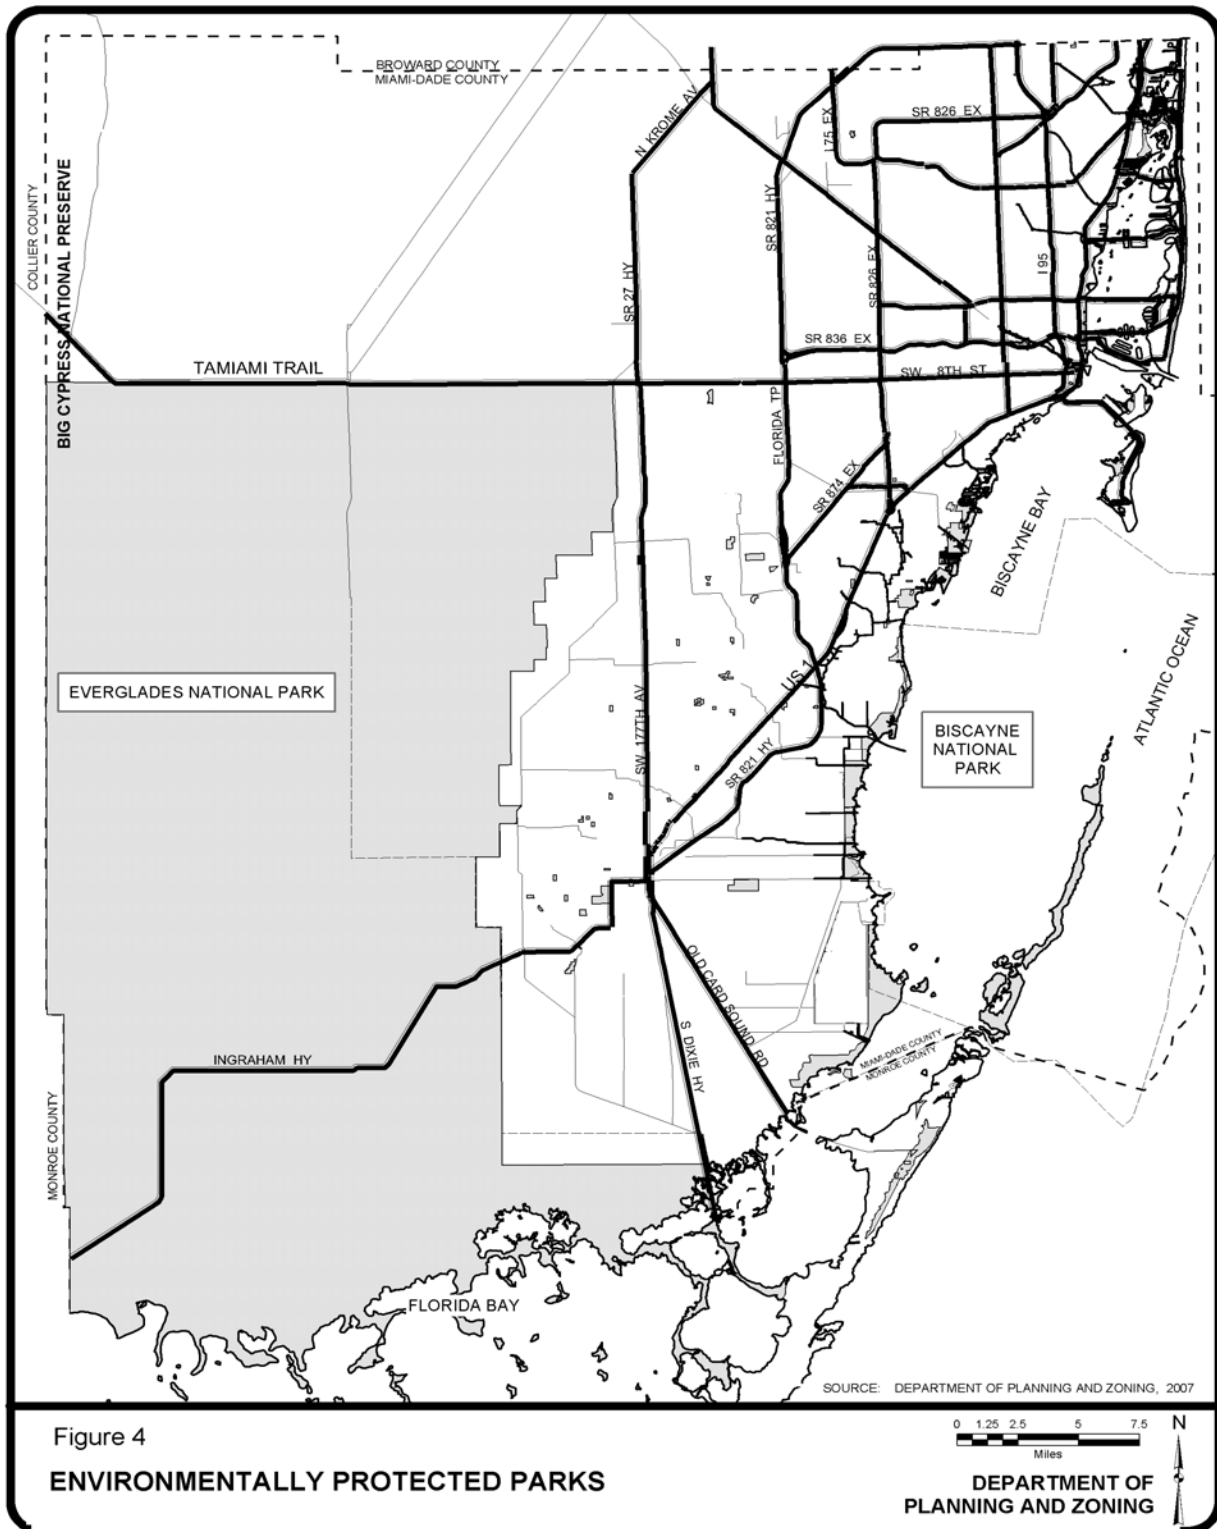 BROWARD COUNTY
MIAMI-DADE COUNTY
N KROME AV
I75 EX
SR 826 EX
COLLIER COUNTY
BIG CYPRESS NATIONAL PRESERVE
SR 27 HY
SR 821 HY
SR 826 EX
I 95
SR 836 EX
TAMIAMI TRAIL
SW 8TH ST
FLORIDA TP
SR 874 EX
BISCAYNE BAY
ATLANTIC OCEAN
EVERGLADES NATIONAL PARK
US 1
SW 177TH AV
SR 821 HY
BISCAYNE
NATIONAL
PARK
OLD CARD SOUND RD
S DIXIE HY
MIAMI-DADE COUNTY
MONROE COUNTY
INGRAHAM HY
MONROE COUNTY
FLORIDA BAY
SOURCE: DEPARTMENT OF PLANNING AND ZONING, 2007
Figure 4
ENVIRONMENTALLY PROTECTED PARKS
0 1.25 2.5 5 7.5
Miles
N
DEPARTMENT OF
PLANNING AND ZONING